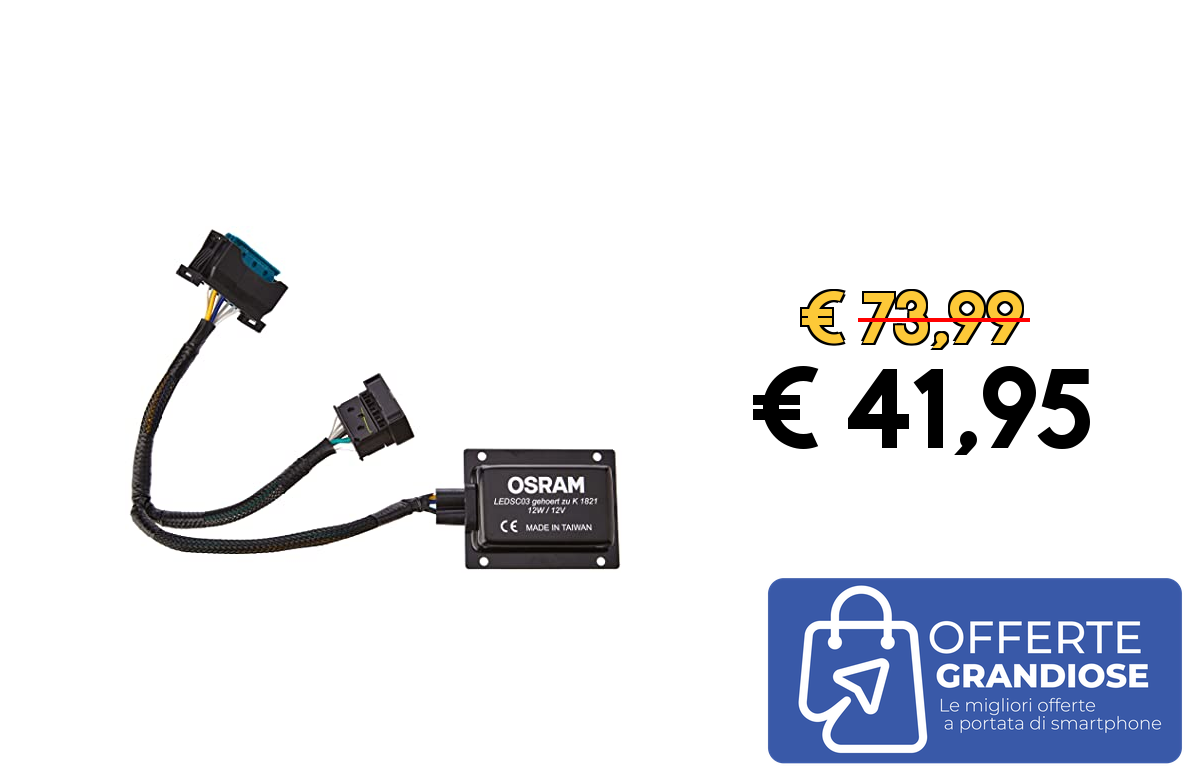 € 73,99
€ 41,95
OSRAM
LEDSC03 gehoert zu K 1821
12W / 12V
CE MADE IN TAIWAN
OFFERTE
GRANDIOSE
Le migliori offerte
a portata di smartphone